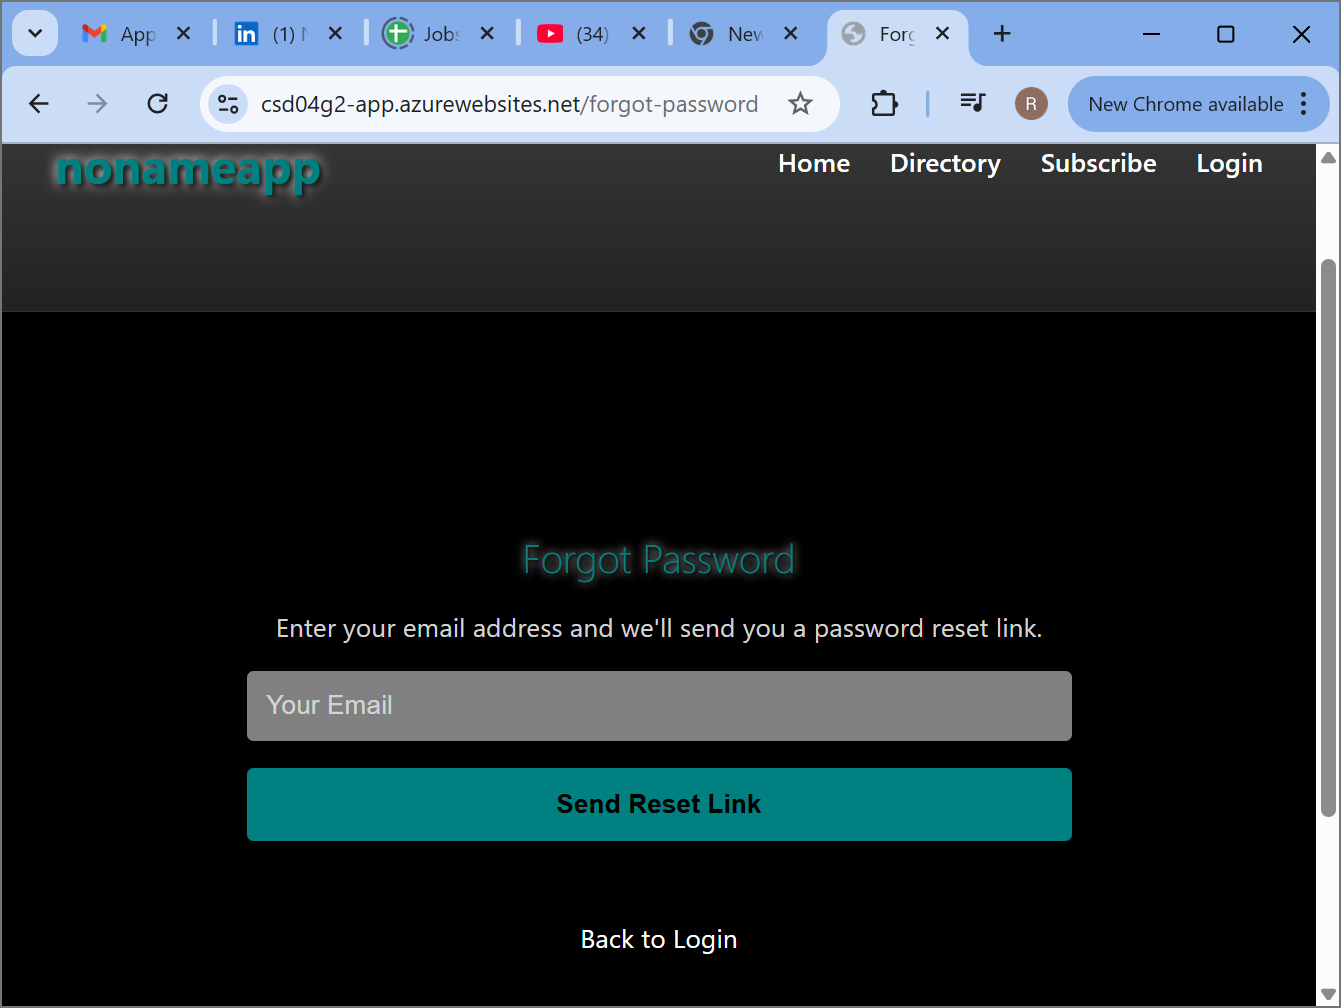 App
(1) N
Jobs
(34)
New
Forg
csd04g2-app.azurewebsites.net/forgot-password
R
New Chrome available
nonameapp
Home Directory Subscribe Login
Forgot Password
Enter your email address and we'll send you a password reset link.
Your Email
Send Reset Link
Back to Login